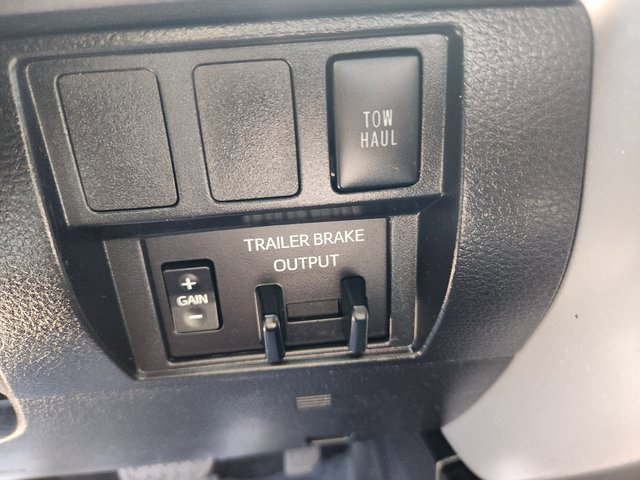 TOW
HAUL
TRAILER BRAKE
OUTPUT
+
GAIN
-